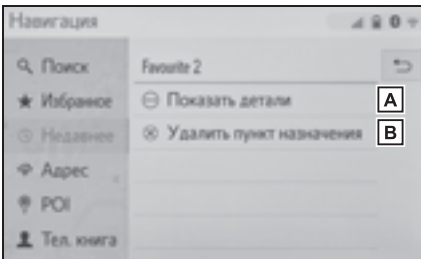 Навигация
Поиск
Favourite 2
Избранное
Показать детали
A
Недавнее
Удалить пункт назначения
B
Адрес
POI
Тел. книга